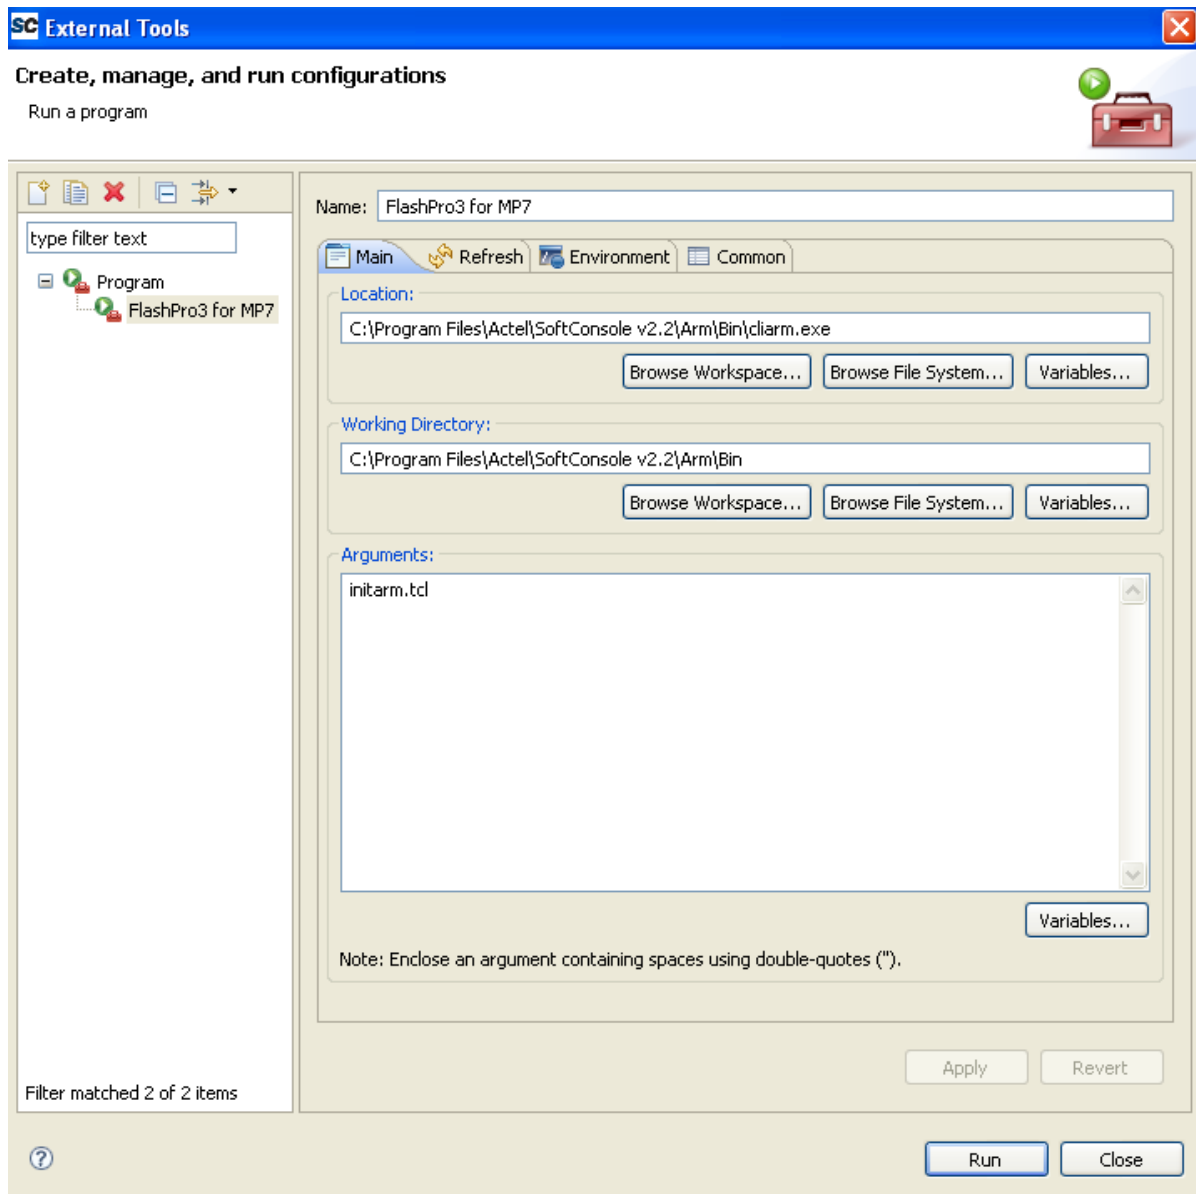 SC External Tools
Create, manage, and run configurations
Run a program
type filter text
Program
FlashPro3 for MP7
Filter matched 2 of 2 items
Name: FlashPro3 for MP7
Main Refresh Environment Common
Location:
C:\Program Files\Actel\SoftConsole v2.2\Arm\Bin\cliarm.exe
Browse Workspace... Browse File System... Variables...
Working Directory:
C:\Program Files\Actel\SoftConsole v2.2\Arm\Bin
Browse Workspace... Browse File System... Variables...
Arguments:
initarm.tcl
Variables...
Note: Enclose an argument containing spaces using double-quotes (").
Apply Revert
Run Close